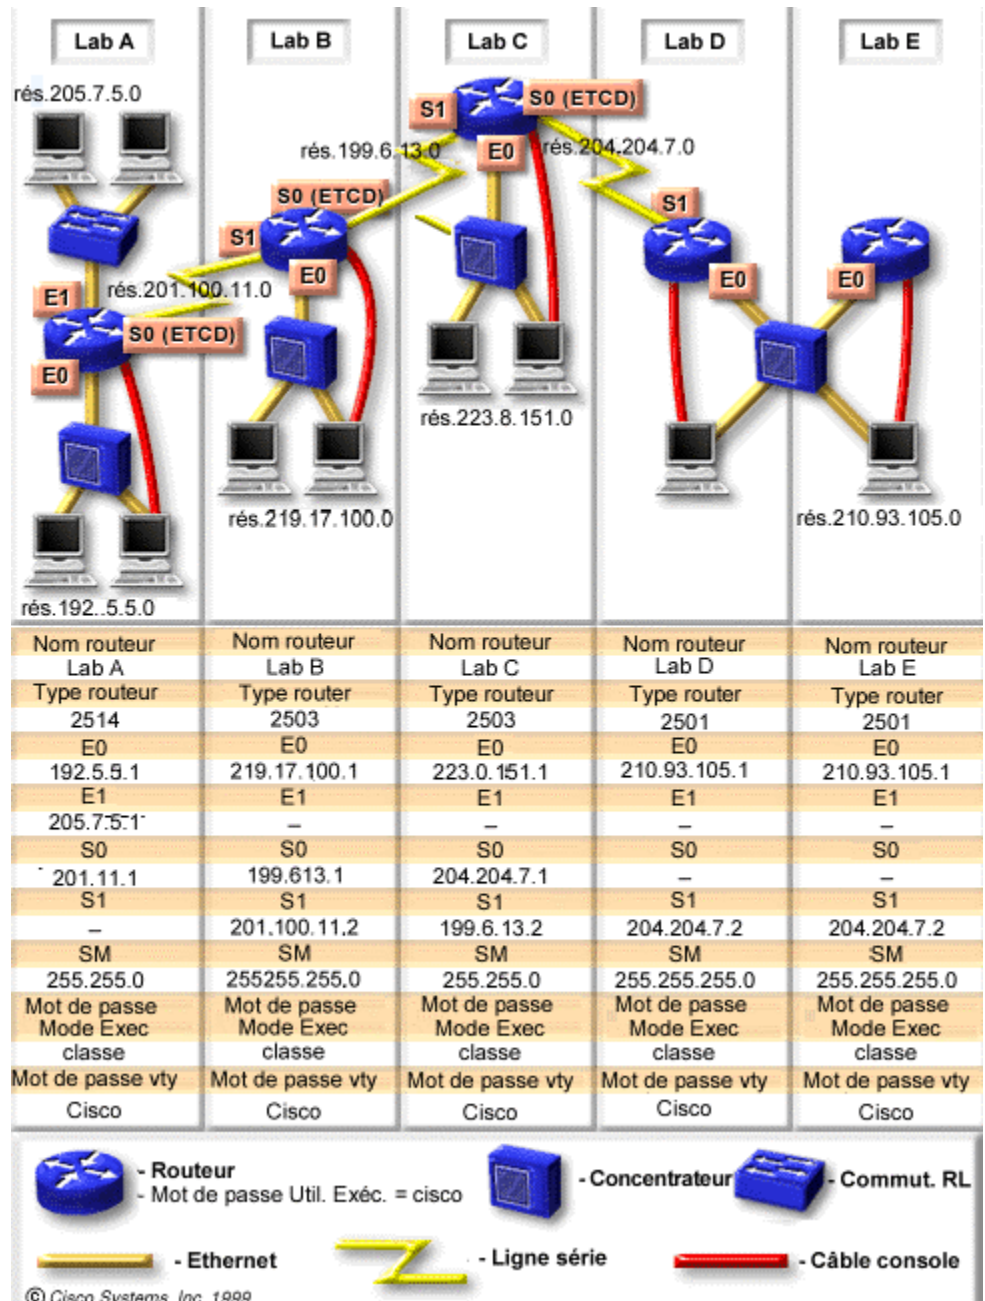 Lab A
Lab B
Lab C
Lab D
Lab E
rés.205.7.5.0
S1
S0 (ETCD)
rés.199.6.13.0
E0
rés.204.204.7.0
S0 (ETCD)
S1
S1
E0
E0
E0
E1
rés.201.100.11.0
S0 (ETCD)
E0
rés.223.8.151.0
rés.219.17.100.0
rés.210.93.105.0
rés.192..5.5.0
Nom routeur Nom routeur Nom routeur Nom routeur Nom routeur
Lab A Lab B Lab C Lab D Lab E
Type routeur Type router Type routeur Type router Type router
2514 2503 2503 2501 2501
E0 E0 E0 E0 E0
192.5.5.1 219.17.100.1 223.0.151.1 210.93.105.1 210.93.105.1
E1 E1 E1 E1 E1
205.7.5.1 – – – –
S0 S0 S0 S0 S0
201.11.1 199.613.1 204.204.7.1 – –
S1 S1 S1 S1 S1
– 201.100.11.2 199.6.13.2 204.204.7.2 204.204.7.2
SM SM SM SM SM
255.255.0 255255.255.0 255.255.0 255.255.255.0 255.255.255.0
Mot de passe Mot de passe Mot de passe Mot de passe Mot de passe
Mode Exec Mode Exec Mode Exec Mode Exec Mode Exec
classe classe classe classe classe
Mot de passe vty Mot de passe vty Mot de passe vty Mot de passe vty Mot de passe vty
Cisco Cisco Cisco Cisco Cisco
- Routeur
- Mot de passe Util. Exéc. = cisco
- Concentrateur
- Commut. RL
- Ethernet
- Ligne série
- Câble console
© Cisco Systems, Inc. 1999